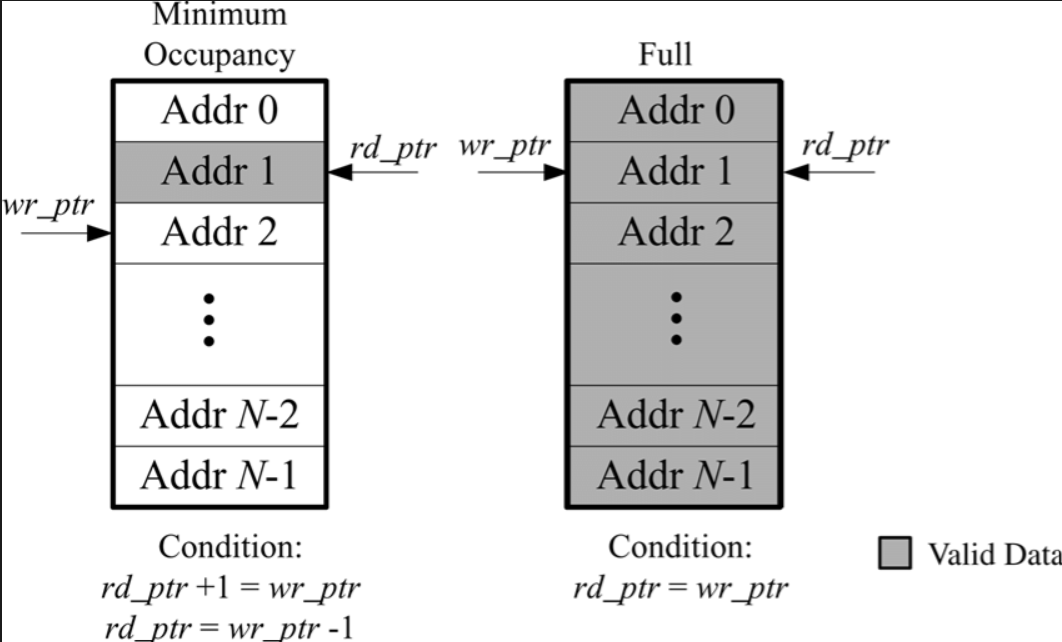 Minimum
Occupancy
Addr 0
Addr 1
Addr 2
Addr N-2
Addr N-1
wr_ptr
rd_ptr
Condition:
rd_ptr +1 = wr_ptr
rd_ptr = wr_ptr -1
Full
Addr 0
Addr 1
Addr 2
Addr N-2
Addr N-1
wr_ptr
rd_ptr
Condition:
rd_ptr = wr_ptr
Valid Data